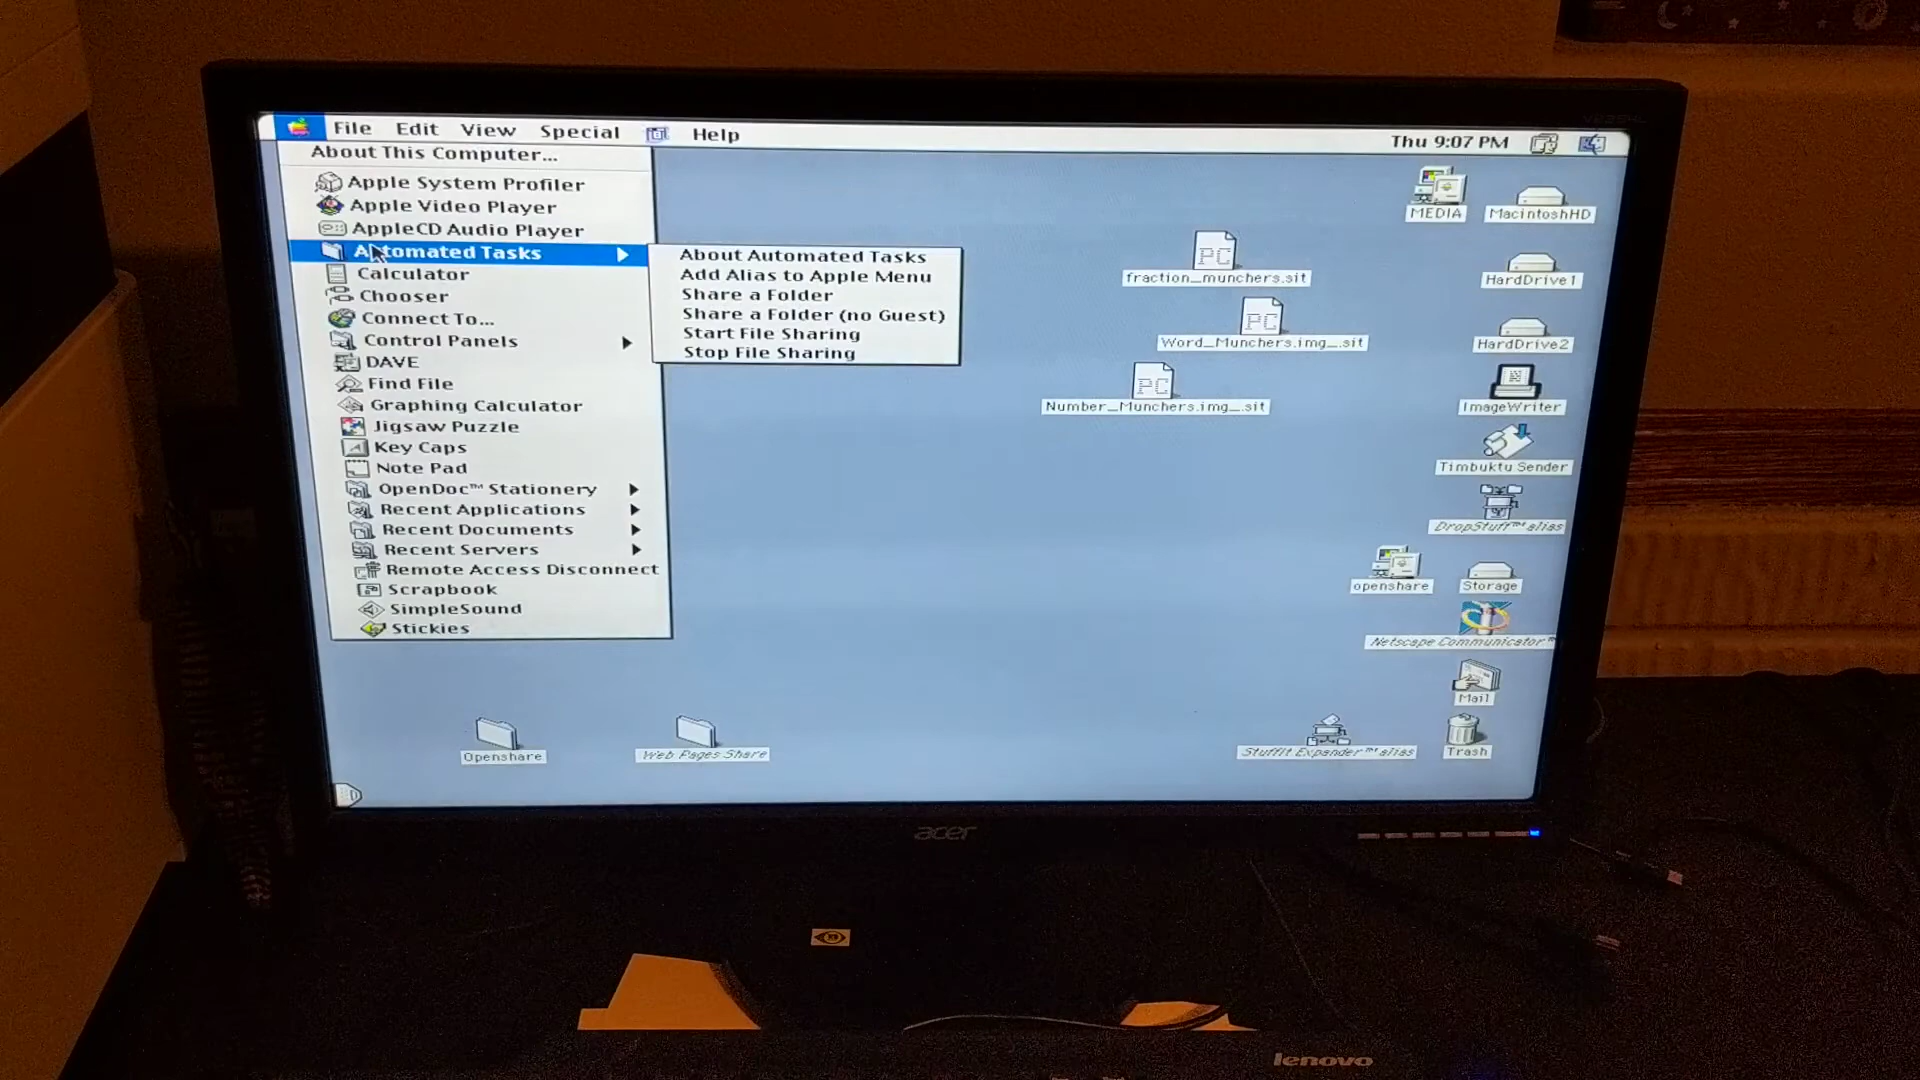 File Edit View Special Help Thu 9:07 PM
About This Computer...
Apple System Profiler
Apple Video Player
AppleCD Audio Player
Automated Tasks
Calculator
Chooser
Connect To...
Control Panels
DAVE
Find File
Graphing Calculator
Jigsaw Puzzle
Key Caps
Note Pad
OpenDoc™ Stationery
Recent Applications
Recent Documents
Recent Servers
Remote Access Disconnect
Scrapbook
SimpleSound
Stickies
About Automated Tasks
Add Alias to Apple Menu
Share a Folder
Share a Folder (no Guest)
Start File Sharing
Stop File Sharing
PC
fraction_munchers.sit
PC
Word_Munchers.img_.sit
PC
Number_Munchers.img_.sit
MEDIA
MacintoshHD
HardDrive1
HardDrive2
ImageWriter
Timbuktu Sender
DropStuff™ alias
openshare
Storage
Netscape Communicator™
Mail
Stuffit Expander™ alias
Trash
Openshare
Web Pages Share
acer
lenovo